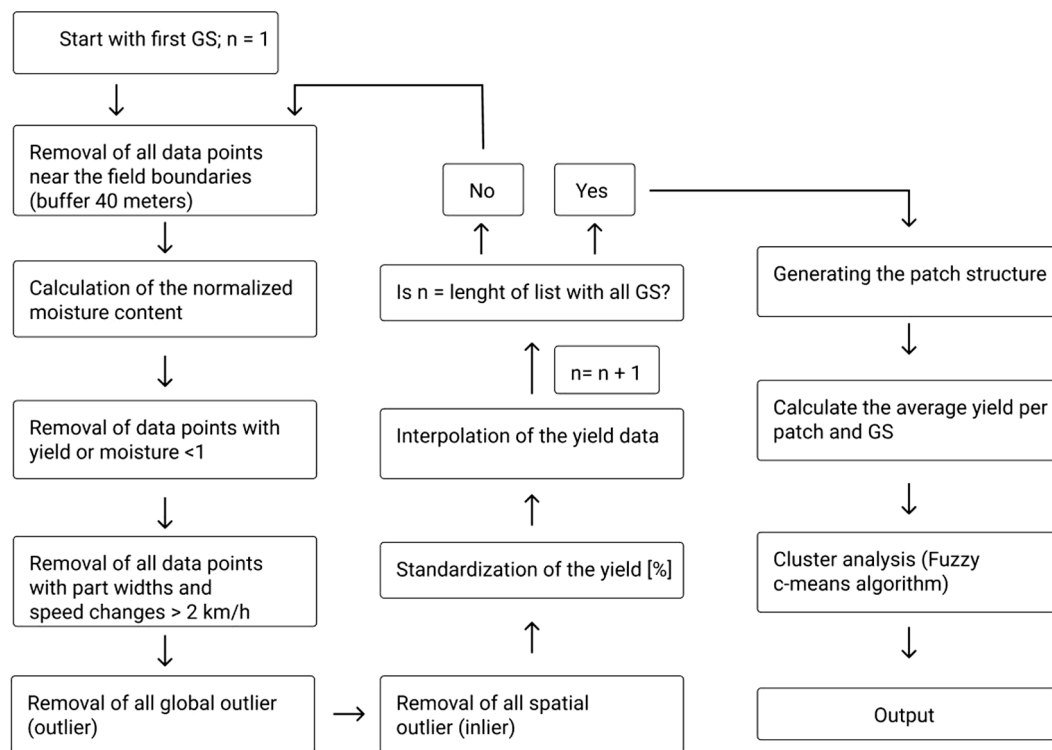 Start with first GS; n = 1
Removal of all data points
near the field boundaries
(buffer 40 meters)
Calculation of the normalized
moisture content
Removal of data points with
yield or moisture <1
Removal of all data points
with part widths and
speed changes > 2 km/h
Removal of all global outlier
(outlier)
Removal of all spatial
outlier (inlier)
Standardization of the yield [%]
Interpolation of the yield data
n= n + 1
Is n = lenght of list with all GS?
No
Yes
Generating the patch structure
Calculate the average yield per
patch and GS
Cluster analysis (Fuzzy
c-means algorithm)
Output